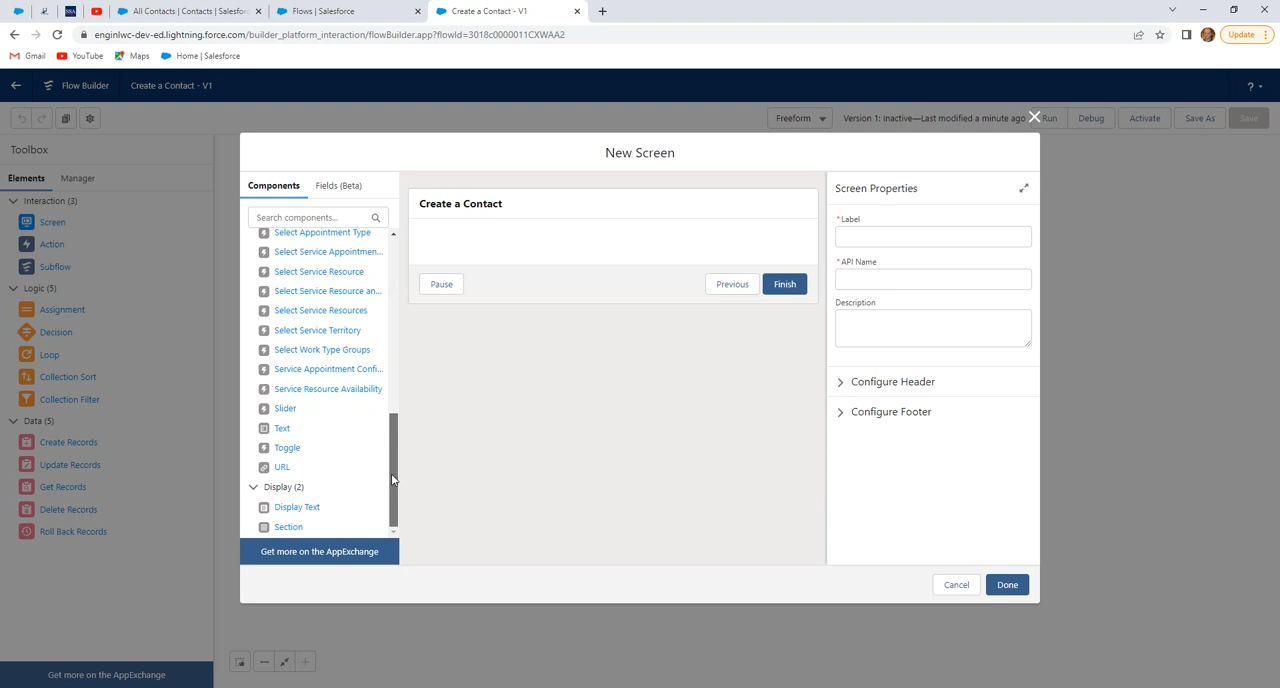 SSA
All Contacts | Contacts | Salesforc
Flows | Salesforce
Create a Contact - V1
enginlwc-dev-ed.lightning.force.com/builder_platform_interaction/flowBuilder.app?flowId=3018c0000011CXWAA2
Update
Gmail
YouTube
Maps
Home | Salesforce
Flow Builder
Create a Contact - V1
?
Freeform
Version 1: Inactive—Last modified a minute ago
Run
Debug
Activate
Save As
Save
Toolbox
Elements
Manager
Interaction (3)
Screen
Action
Subflow
Logic (5)
Assignment
Decision
Loop
Collection Sort
Collection Filter
Data (5)
Create Records
Update Records
Get Records
Delete Records
Roll Back Records
Get more on the AppExchange
New Screen
Components
Fields (Beta)
Search components...
Select Appointment Type
Select Service Appointmen...
Select Service Resource
Select Service Resource an...
Select Service Resources
Select Service Territory
Select Work Type Groups
Service Appointment Confi...
Service Resource Availability
Slider
Text
Toggle
URL
Display (2)
Display Text
Section
Get more on the AppExchange
Create a Contact
Pause
Previous
Finish
Screen Properties
* Label
* API Name
Description
Configure Header
Configure Footer
Cancel
Done